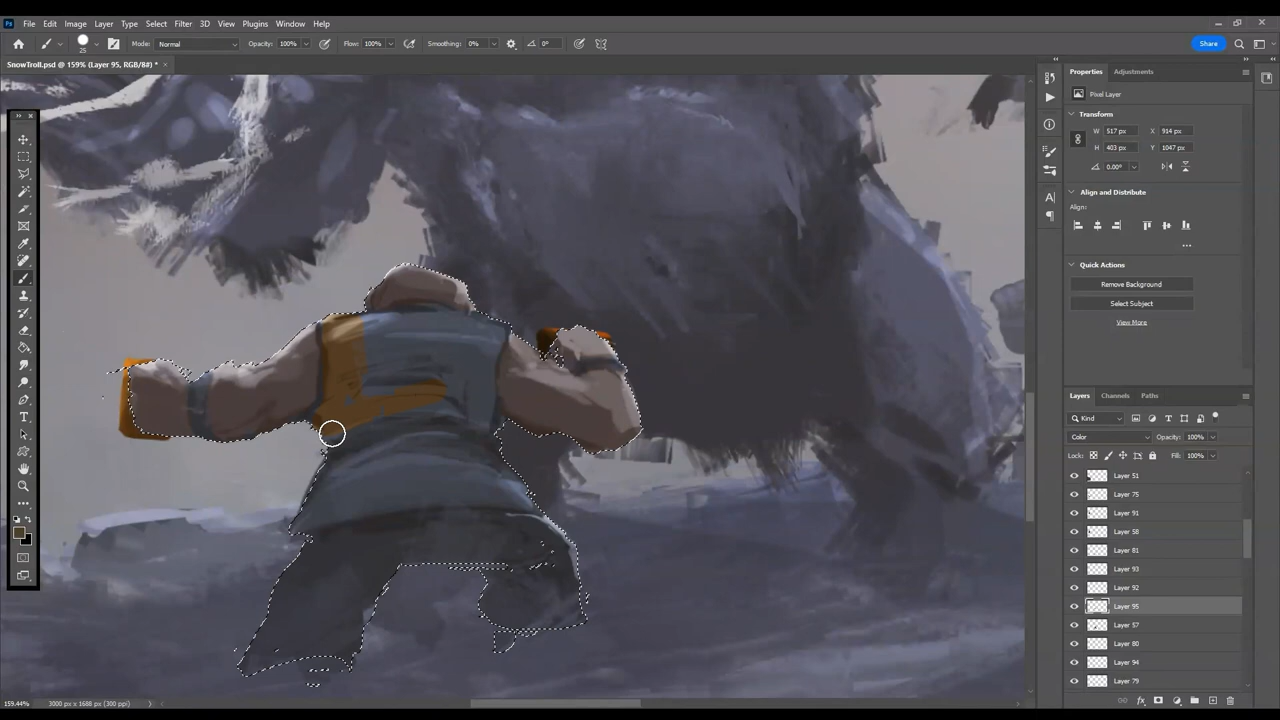 Ps File Edit Image Layer Type Select Filter 3D View Plugins Window Help
25 Mode: Normal Opacity: 100% Flow: 100% Smoothing: 0% 0° Share
SnowTroll.psd @ 159% (Layer 95, RGB/8#) * ×
Properties Adjustments
Pixel Layer
Transform
W 517 px X 914 px
H 403 px Y 1047 px
0.00°
Align and Distribute
Align:
Quick Actions
Remove Background
Select Subject
View More
Layers Channels Paths
Kind
Color Opacity: 100%
Lock: Fill: 100%
Layer 51
Layer 75
Layer 91
Layer 58
Layer 81
Layer 93
Layer 92
Layer 95
Layer 57
Layer 80
Layer 94
Layer 79
159.44% 3000 px x 1688 px (300 ppi)